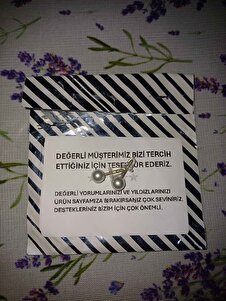 DEĞERLİ MÜŞTERİMİZ BİZİ TERCİH
ETTİĞİNİZ İÇİN TEŞEKKÜR EDERİZ.
DEĞERLİ YORUMLARINIZI VE YILDIZLARINIZI
ÜRÜN SAYFAMIZA BIRAKIRSANIZ ÇOK SEVİNİRİZ,
DESTEKLERİNİZ BİZİM İÇİN ÇOK ÖNEMLİ.